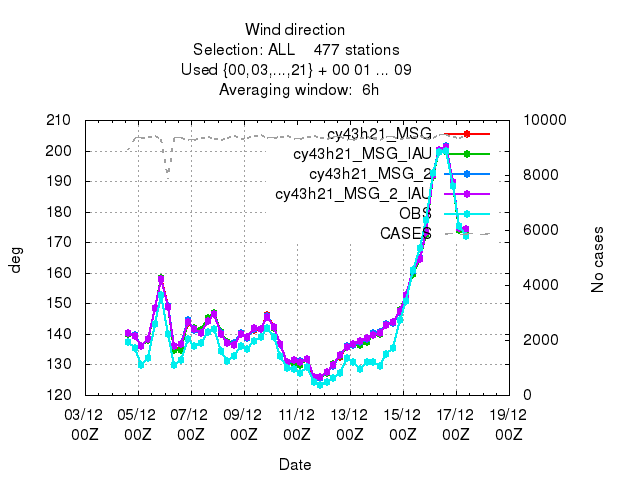 Wind direction
Selection: ALL    477 stations
Used {00,03,...,21} + 00 01 ... 09
Averaging window:  6h
210
200
190
180
170
160
150
140
130
120
10000
8000
6000
4000
2000
0
cy43h21_MSG
cy43h21_MSG_IAU
cy43h21_MSG_2
cy43h21_MSG_2_IAU
OBS
CASES
deg
No cases
03/12 05/12 07/12 09/12 11/12 13/12 15/12 17/12 19/12
00Z 00Z 00Z 00Z 00Z 00Z 00Z 00Z 00Z
Date